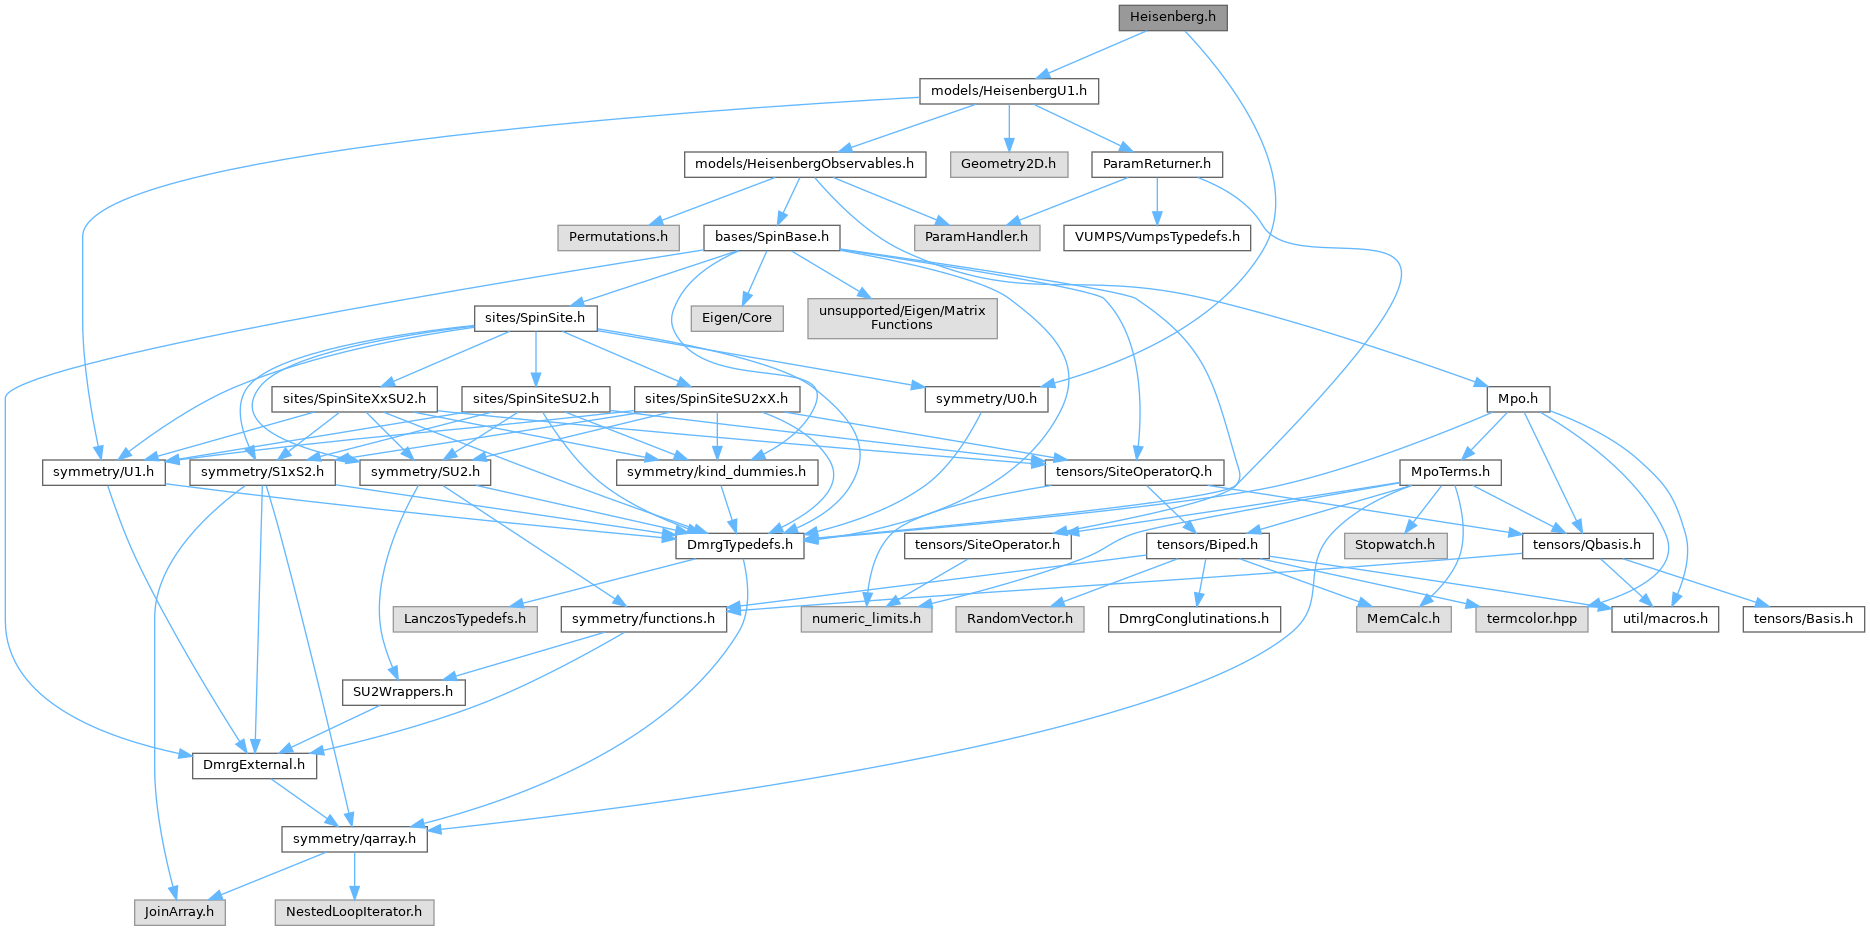 Heisenberg.h
models/HeisenbergU1.h
models/HeisenbergObservables.h
Geometry2D.h
ParamReturner.h
Permutations.h
bases/SpinBase.h
ParamHandler.h
VUMPS/VumpsTypedefs.h
sites/SpinSite.h
Eigen/Core
unsupported/Eigen/Matrix
Functions
sites/SpinSiteXxSU2.h
sites/SpinSiteSU2.h
sites/SpinSiteSU2xX.h
symmetry/U0.h
Mpo.h
symmetry/U1.h
symmetry/S1xS2.h
symmetry/SU2.h
symmetry/kind_dummies.h
tensors/SiteOperatorQ.h
MpoTerms.h
DmrgTypedefs.h
tensors/SiteOperator.h
tensors/Biped.h
Stopwatch.h
tensors/Qbasis.h
LanczosTypedefs.h
symmetry/functions.h
numeric_limits.h
RandomVector.h
DmrgConglutinations.h
MemCalc.h
termcolor.hpp
util/macros.h
tensors/Basis.h
SU2Wrappers.h
DmrgExternal.h
symmetry/qarray.h
JoinArray.h
NestedLoopIterator.h